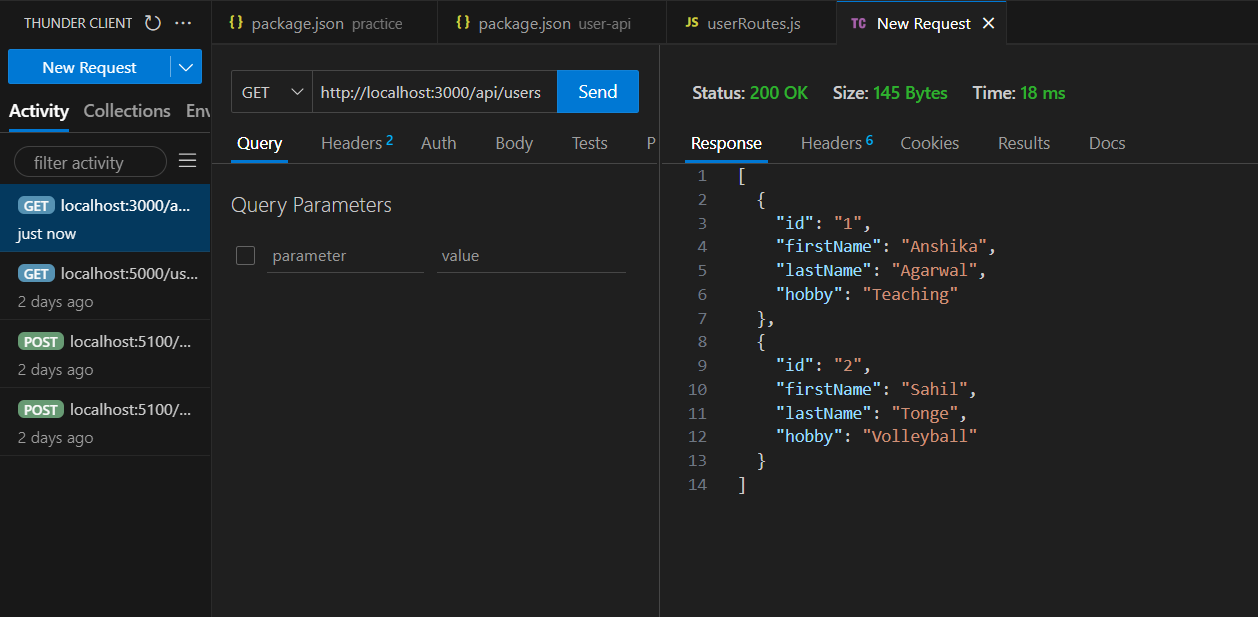 THUNDER CLIENT
New Request
Activity Collections Env
filter activity
GET localhost:3000/a...
just now
GET localhost:5000/us...
2 days ago
POST localhost:5100/...
2 days ago
POST localhost:5100/...
2 days ago
{} package.json practice
{} package.json user-api
JS userRoutes.js
TC New Request
GET http://localhost:3000/api/users Send
Query Headers 2 Auth Body Tests P
Query Parameters
parameter value
Status: 200 OK Size: 145 Bytes Time: 18 ms
Response Headers 6 Cookies Results Docs
1 [
2 {
3 "id": "1",
4 "firstName": "Anshika",
5 "lastName": "Agarwal",
6 "hobby": "Teaching"
7 },
8 {
9 "id": "2",
10 "firstName": "Sahil",
11 "lastName": "Tonge",
12 "hobby": "Volleyball"
13 }
14 ]